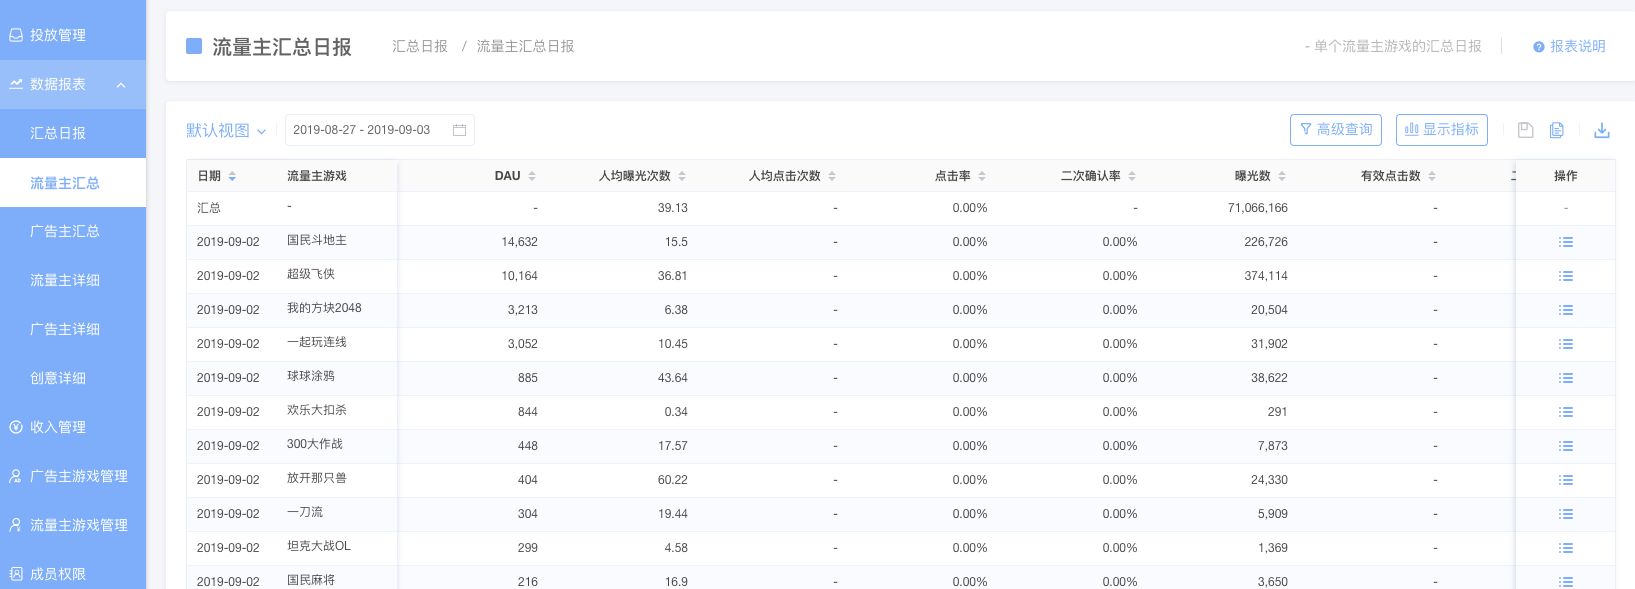 投放管理
数据报表
汇总日报
流量主汇总
广告主汇总
流量主详细
广告主详细
创意详细
收入管理
广告主游戏管理
流量主游戏管理
成员权限
流量主汇总日报 汇总日报 / 流量主汇总日报 - 单个流量主游戏的汇总日报 报表说明
默认视图 2019-08-27 - 2019-09-03 高级查询 显示指标
日期 流量主游戏 DAU 人均曝光次数 人均点击次数 点击率 二次确认率 曝光数 有效点击数 操作
汇总 - - 39.13 - 0.00% - 71,066,166 - -
2019-09-02 国民斗地主 14,632 15.5 - 0.00% 0.00% 226,726 -
2019-09-02 超级飞侠 10,164 36.81 - 0.00% 0.00% 374,114 -
2019-09-02 我的方块2048 3,213 6.38 - 0.00% 0.00% 20,504 -
2019-09-02 一起玩连线 3,052 10.45 - 0.00% 0.00% 31,902 -
2019-09-02 球球涂鸦 885 43.64 - 0.00% 0.00% 38,622 -
2019-09-02 欢乐大扣杀 844 0.34 - 0.00% 0.00% 291 -
2019-09-02 300大作战 448 17.57 - 0.00% 0.00% 7,873 -
2019-09-02 放开那只兽 404 60.22 - 0.00% 0.00% 24,330 -
2019-09-02 一刀流 304 19.44 - 0.00% 0.00% 5,909 -
2019-09-02 坦克大战OL 299 4.58 - 0.00% 0.00% 1,369 -
2019-09-02 国民麻将 216 16.9 - 0.00% 0.00% 3,650 -